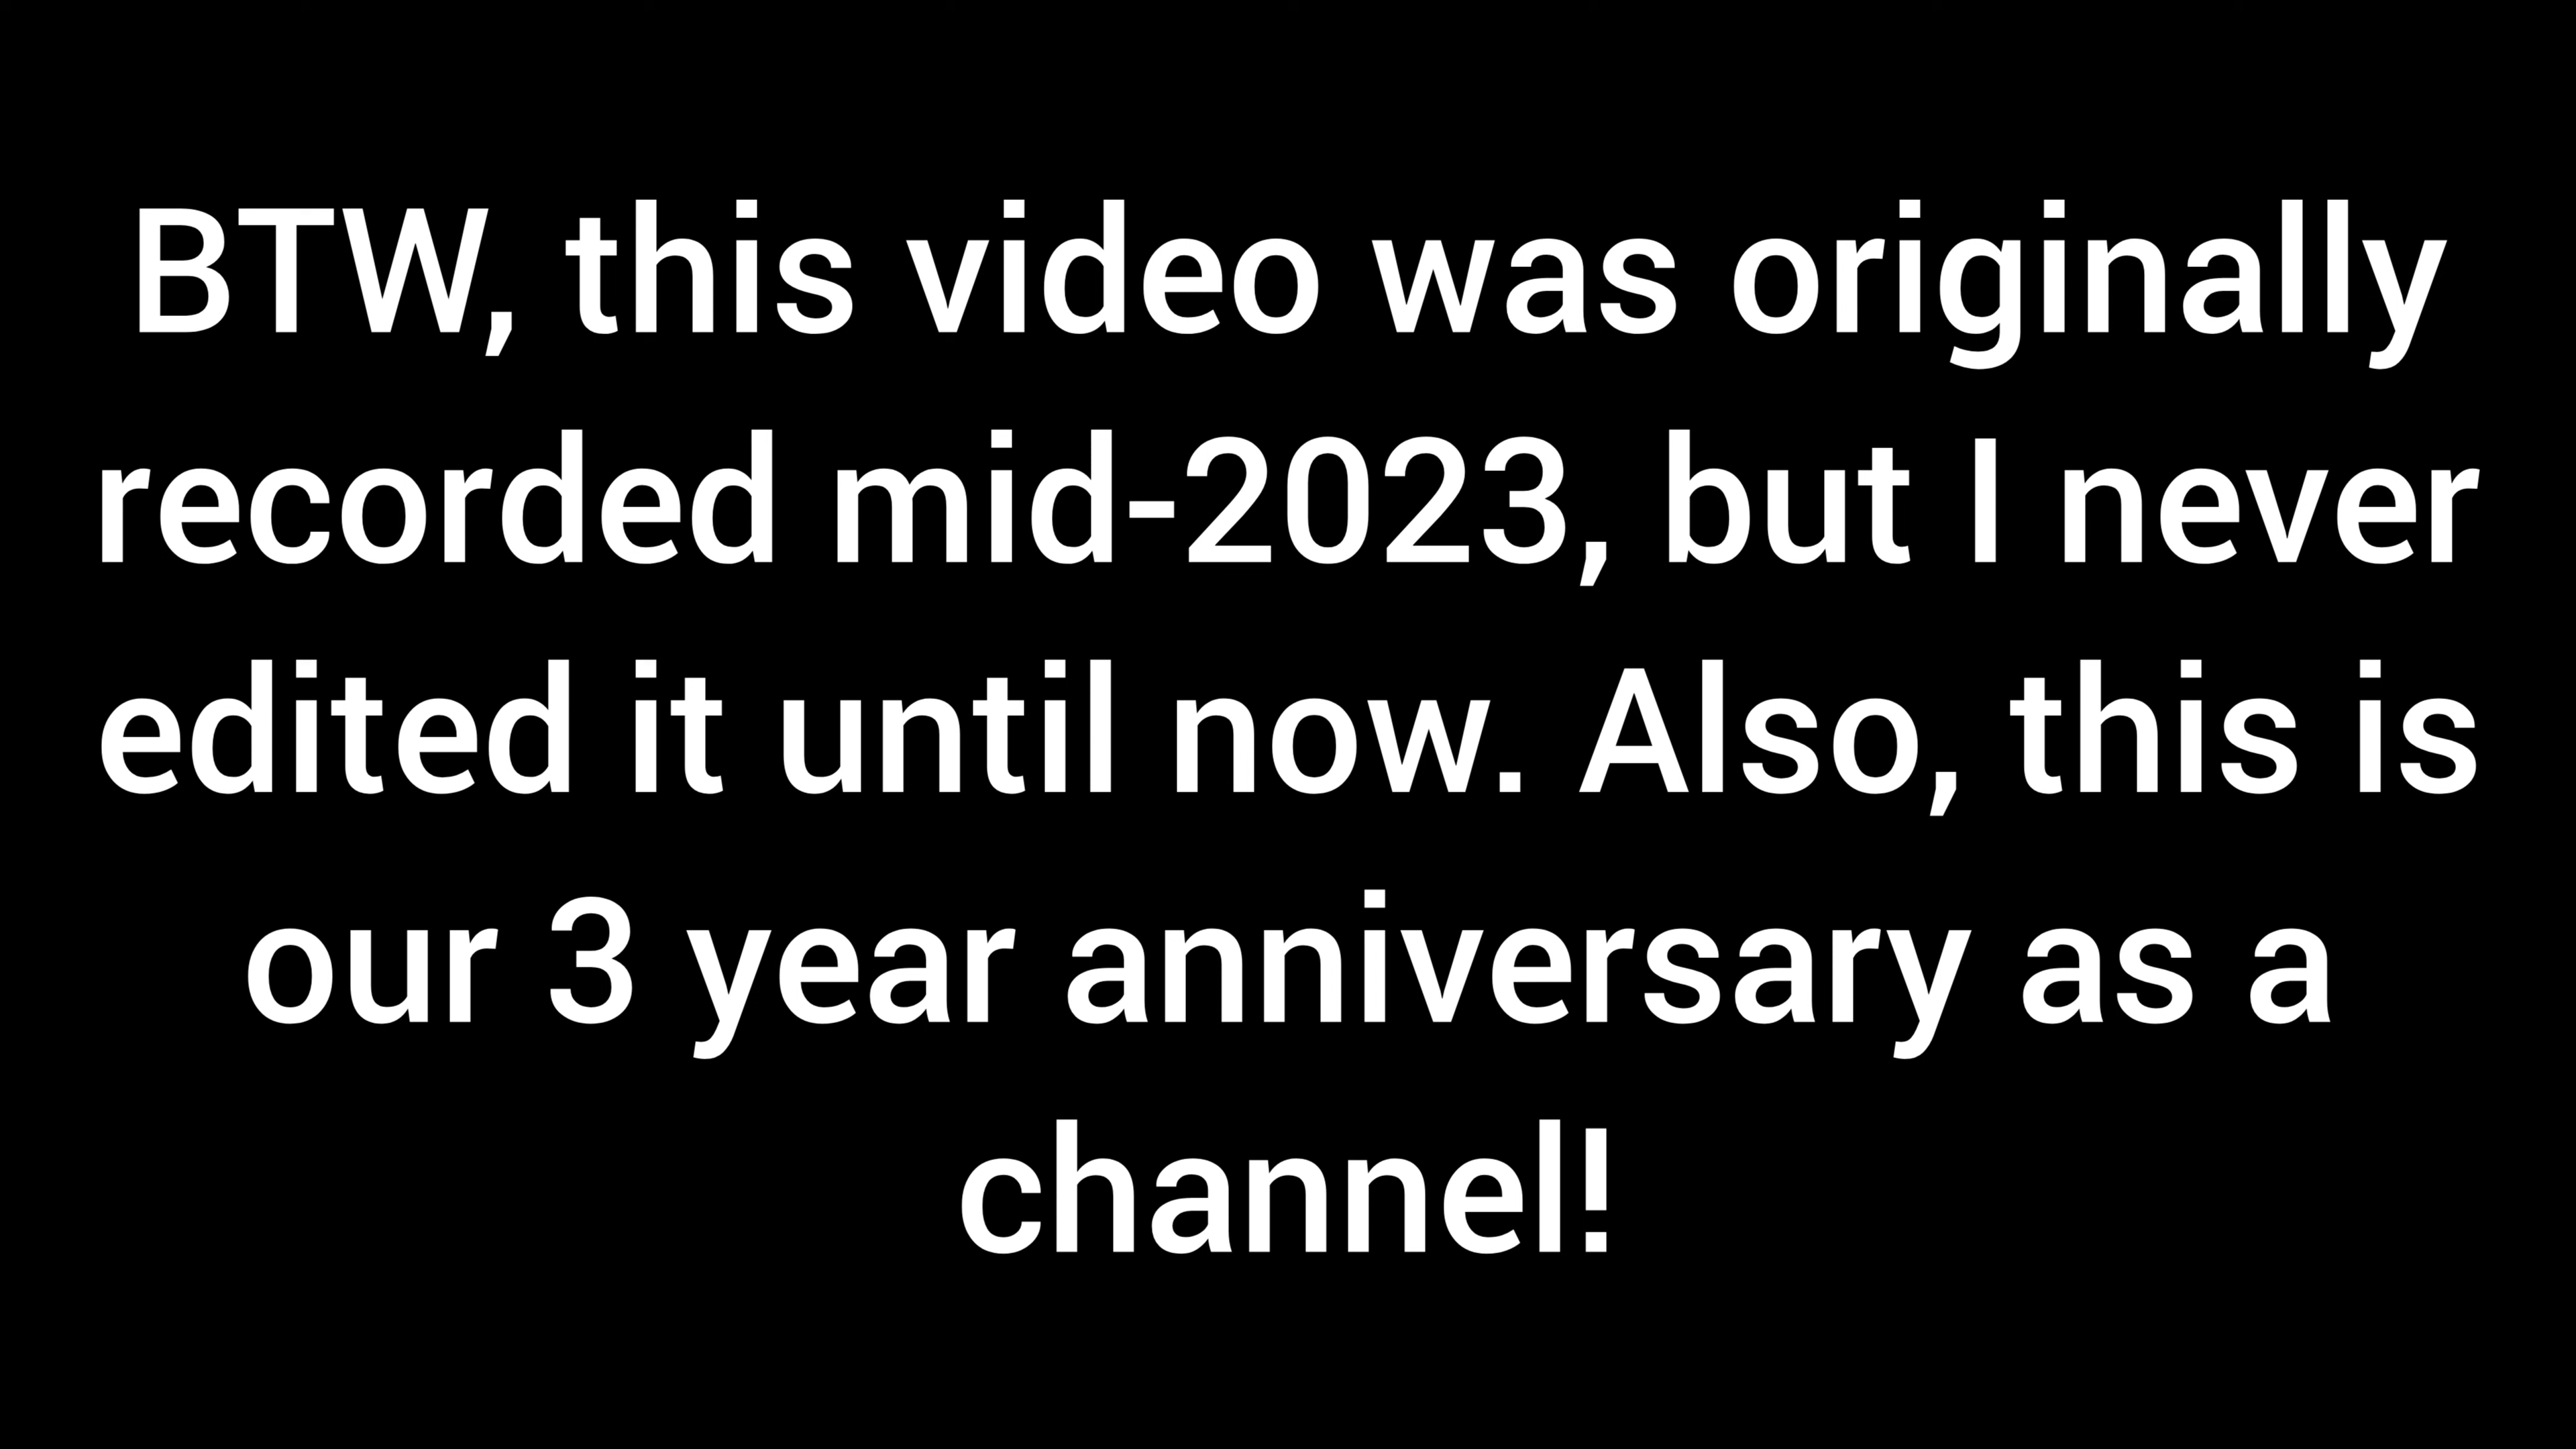 BTW, this video was originally
recorded mid-2023, but I never
edited it until now. Also, this is
our 3 year anniversary as a
channel!